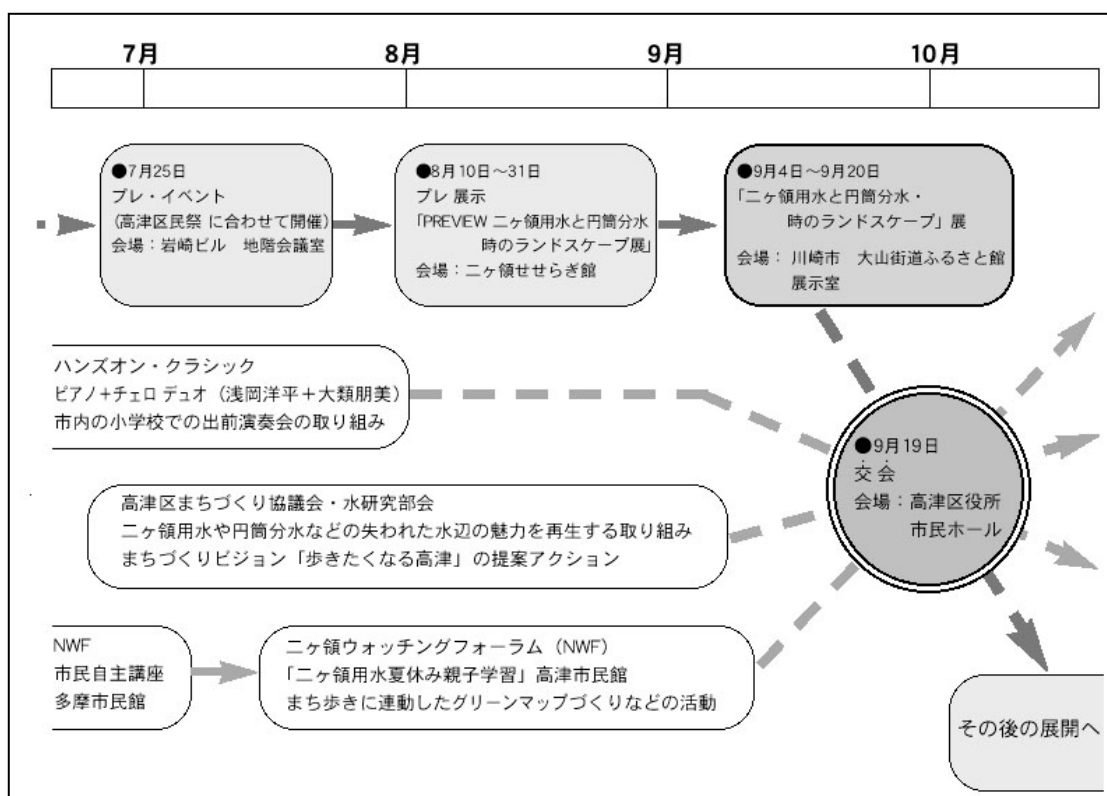 7月
8月
9月
10月
●7月25日
プレ・イベント
(高津区民祭 に合わせて開催)
会場:岩崎ビル 地階会議室
●8月10日〜31日
プレ 展示
「PREVIEW 二ヶ領用水と円筒分水
時のランドスケープ展」
会場:二ヶ領せせらぎ館
●9月4日〜9月20日
「二ヶ領用水と円筒分水・
時のランドスケープ」展
会場: 川崎市 大山街道ふるさと館
展示室
ハンズオン・クラシック
ピアノ+チェロ デュオ(浅岡洋平+大類朋美)
市内の小学校での出前演奏会の取り組み
●9月19日
交会
会場:高津区役所
市民ホール
高津区まちづくり協議会・水研究部会
二ヶ領用水や円筒分水などの失われた水辺の魅力を再生する取り組み
まちづくりビジョン「歩きたくなる高津」の提案アクション
NWF
市民自主講座
多摩市民館
二ヶ領ウォッチングフォーラム(NWF)
「二ヶ領用水夏休み親子学習」高津市民館
まち歩きに連動したグリーンマップづくりなどの活動
その後の展開へ